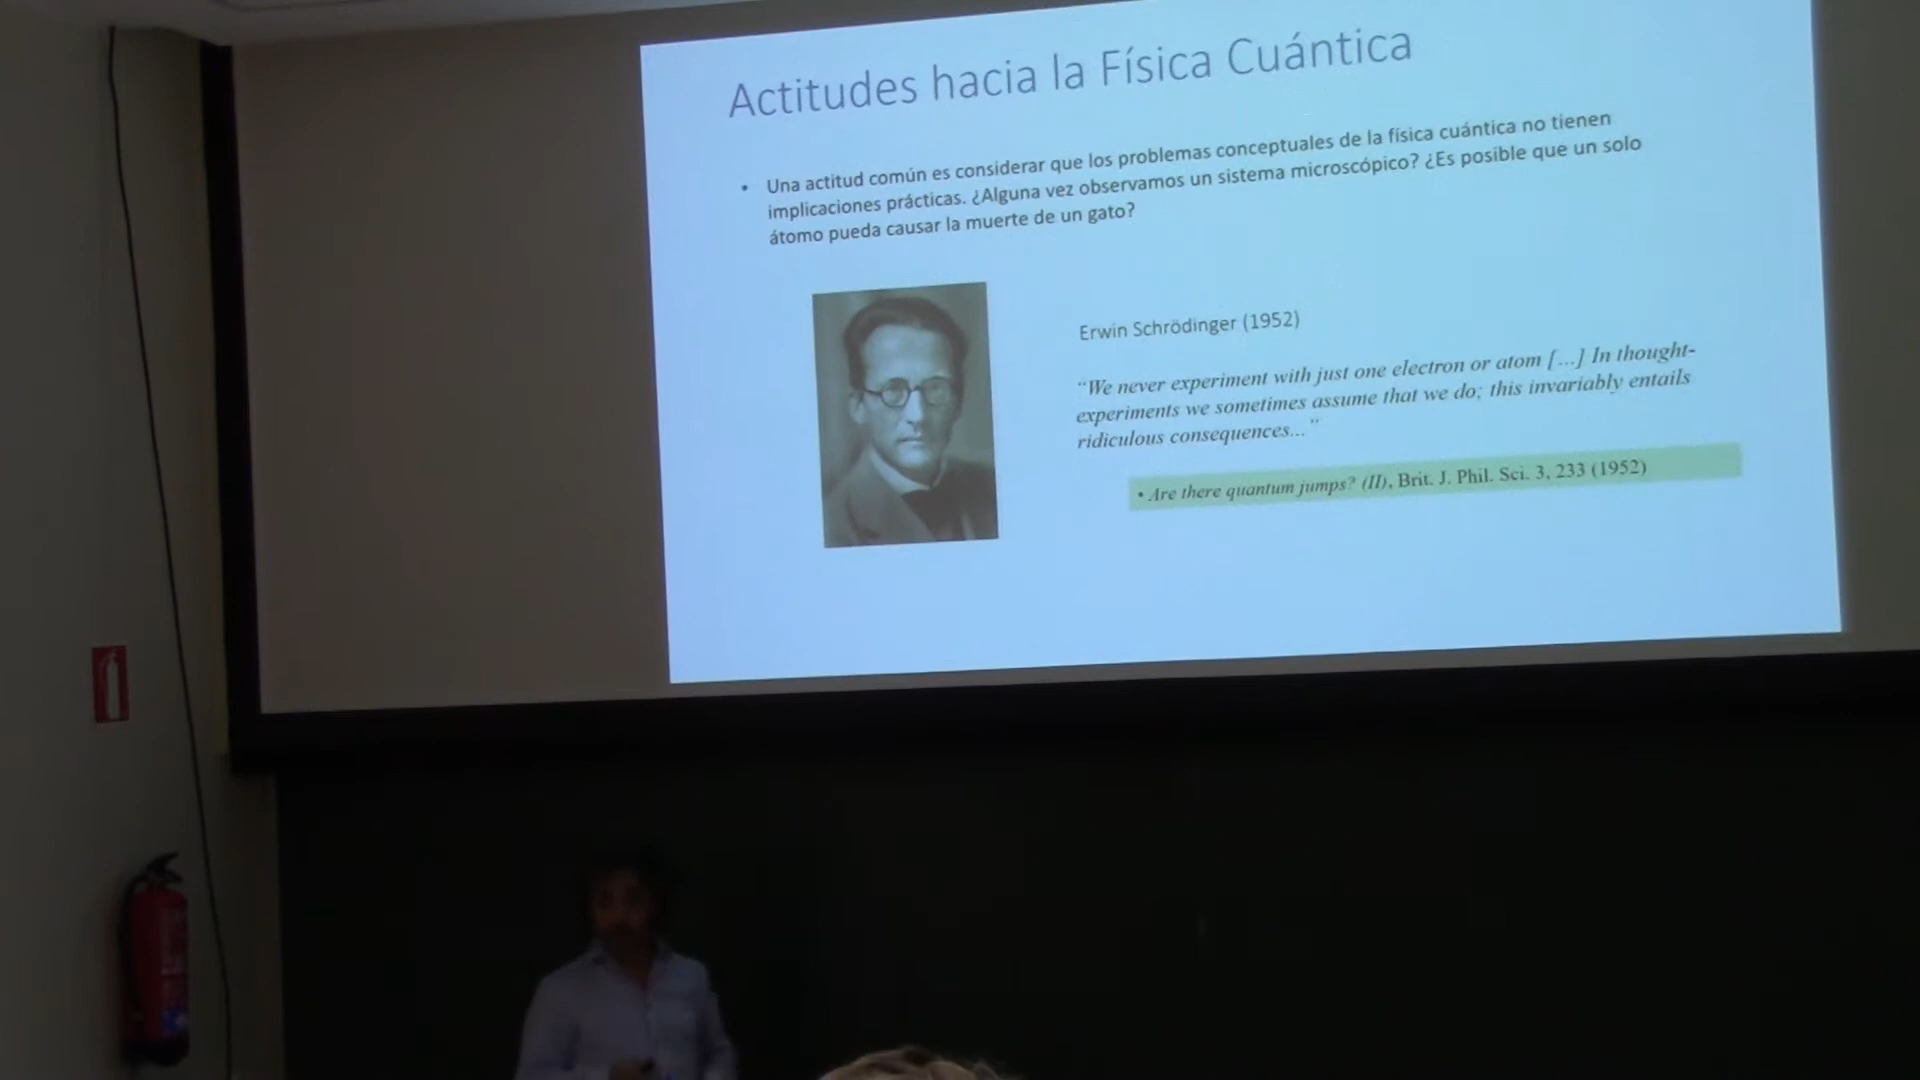 Actitudes hacia la Física Cuántica
• Una actitud común es considerar que los problemas conceptuales de la física cuántica no tienen
implicaciones prácticas. ¿Alguna vez observamos un sistema microscópico? ¿Es posible que un solo
átomo pueda causar la muerte de un gato?
Erwin Schrödinger (1952)
“We never experiment with just one electron or atom [...] In thought-
experiments we sometimes assume that we do; this invariably entails
ridiculous consequences...“
• Are there quantum jumps? (II), Brit. J. Phil. Sci. 3, 233 (1952)